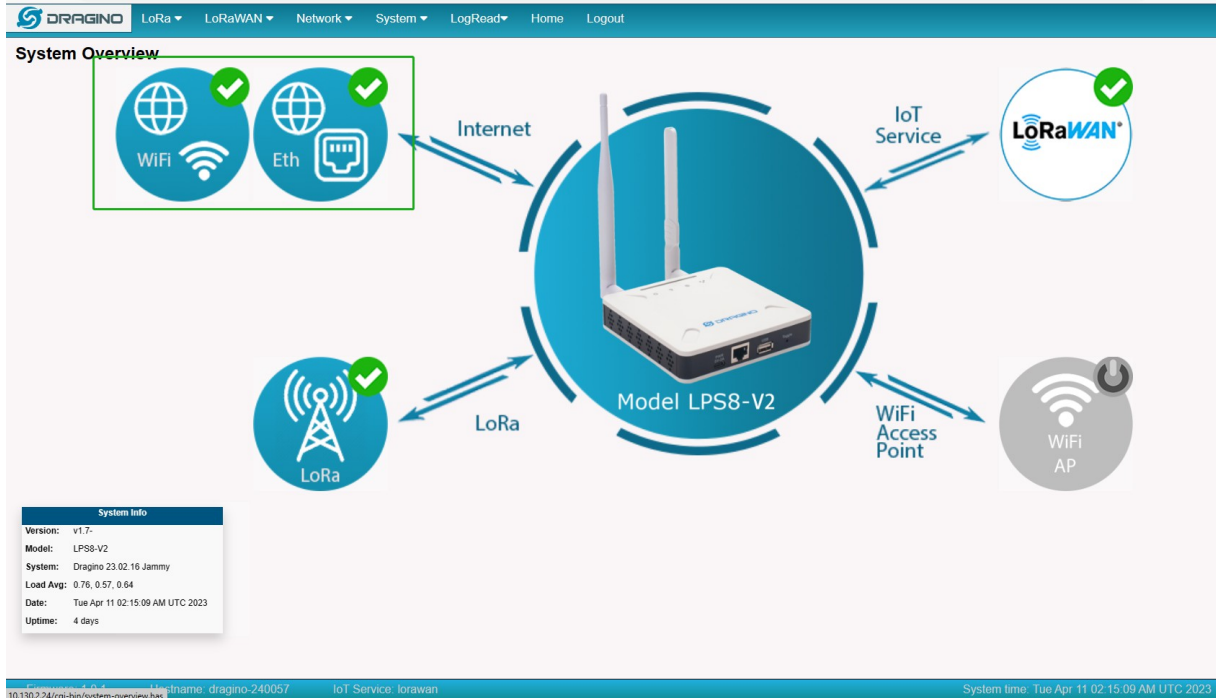 DRAGINO LoRa LoRaWAN Network System LogRead Home Logout
System Overview
WiFi
Eth
Internet
IoT
Service
LoRaWAN
DRAGINO
Model LPS8-V2
LoRa
LoRa
WiFi
Access
Point
WiFi
AP
System Info
Version: v1.7-
Model: LPS8-V2
System: Dragino 23.02.16 Jammy
Load Avg: 0.76, 0.57, 0.64
Date: Tue Apr 11 02:15:09 AM UTC 2023
Uptime: 4 days
dragino-240057 IoT Service: lorawan System time: Tue Apr 11 02:15:09 AM UTC 2023
10.130.2.24/cgi-bin/system-overview.has